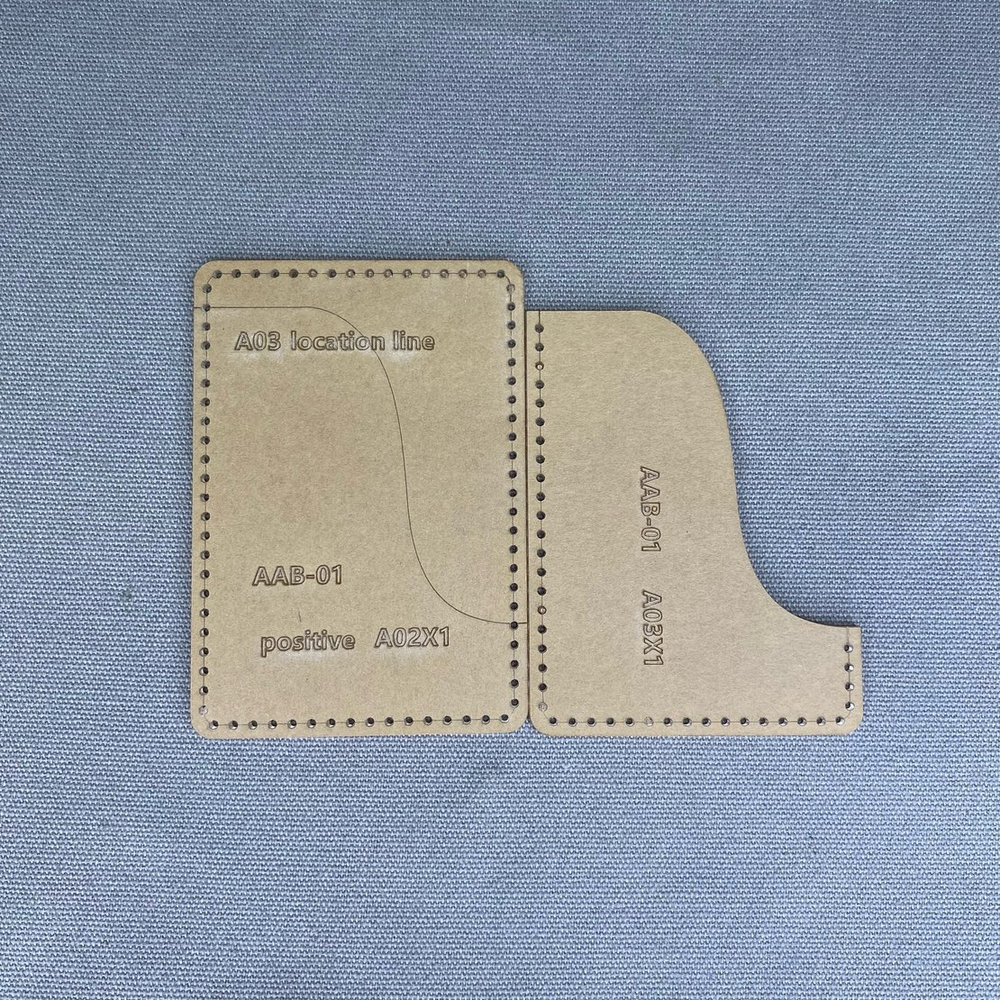 A03 location line
AAB-01
positive A02X1
AAB-01 A03X1